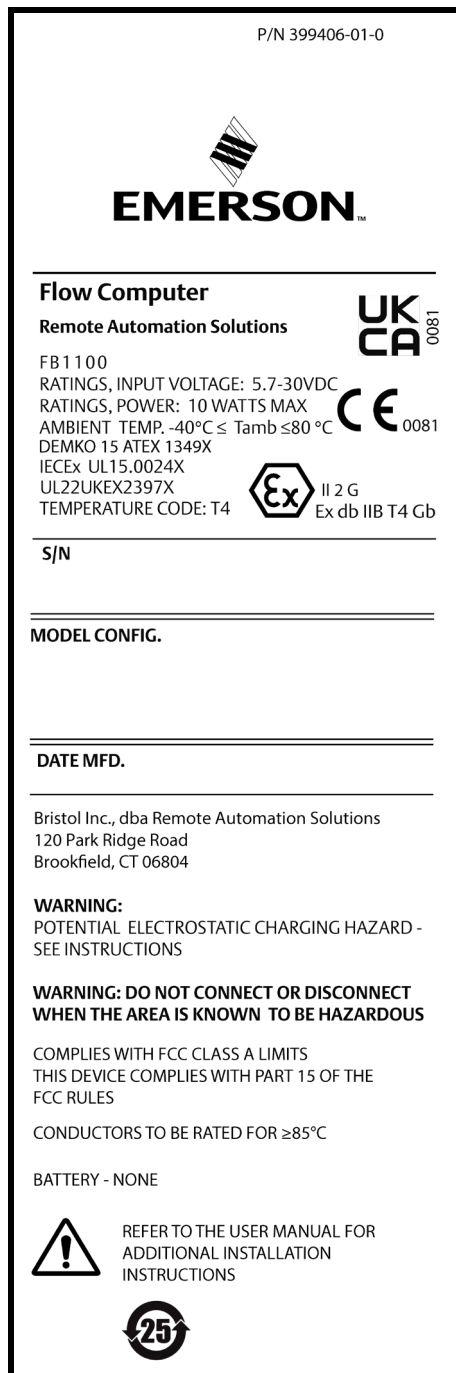 P/N 399406-01-0
EMERSON™
Flow Computer
Remote Automation Solutions
UK
CA
0081
FB1100
RATINGS, INPUT VOLTAGE: 5.7-30VDC
RATINGS, POWER: 10 WATTS MAX
AMBIENT TEMP. -40°C ≤ Tamb ≤80 °C
CE 0081
DEMKO 15 ATEX 1349X
IECEx UL15.0024X
UL22UKEX2397X
TEMPERATURE CODE: T4
Ex
II 2 G
Ex db IIB T4 Gb
S/N
MODEL CONFIG.
DATE MFD.
Bristol Inc., dba Remote Automation Solutions
120 Park Ridge Road
Brookfield, CT 06804
WARNING:
POTENTIAL ELECTROSTATIC CHARGING HAZARD -
SEE INSTRUCTIONS
WARNING: DO NOT CONNECT OR DISCONNECT
WHEN THE AREA IS KNOWN TO BE HAZARDOUS
COMPLIES WITH FCC CLASS A LIMITS
THIS DEVICE COMPLIES WITH PART 15 OF THE
FCC RULES
CONDUCTORS TO BE RATED FOR ≥85°C
BATTERY - NONE
REFER TO THE USER MANUAL FOR
ADDITIONAL INSTALLATION
INSTRUCTIONS
25